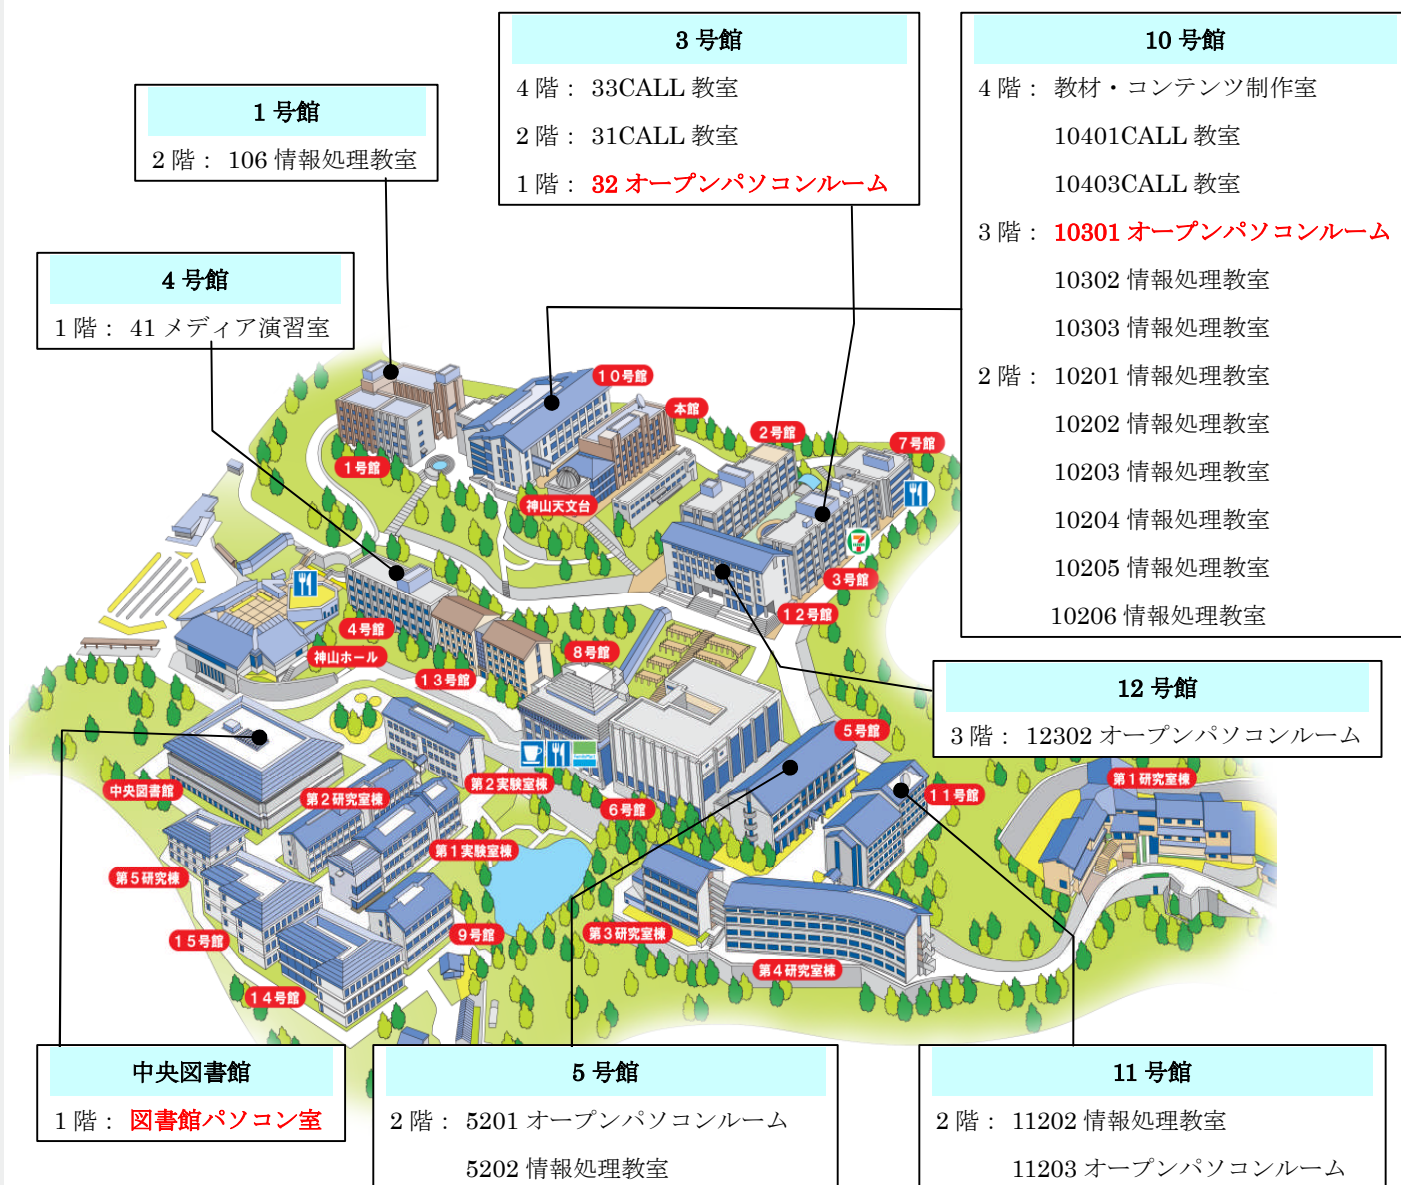 3 号館
4 階： 33CALL 教室
2 階： 31CALL 教室
1 階： 32 オープンパソコンルーム
10 号館
4 階： 教材・コンテンツ制作室
10401CALL 教室
10403CALL 教室
3 階： 10301 オープンパソコンルーム
10302 情報処理教室
10303 情報処理教室
2 階： 10201 情報処理教室
10202 情報処理教室
10203 情報処理教室
10204 情報処理教室
10205 情報処理教室
10206 情報処理教室
1 号館
2 階： 106 情報処理教室
4 号館
1 階： 41 メディア演習室
10号館
本館
2号館
7号館
1号館
神山天文台
3号館
12号館
4号館
神山ホール
8号館
13号館
12 号館
3 階： 12302 オープンパソコンルーム
5号館
中央図書館
第2研究室棟
第2実験室棟
6号館
11号館
第1研究室棟
第1実験室棟
第5研究棟
15号館
9号館
第3研究室棟
第4研究室棟
14号館
中央図書館
1 階： 図書館パソコン室
5 号館
2 階： 5201 オープンパソコンルーム
5202 情報処理教室
11 号館
2 階： 11202 情報処理教室
11203 オープンパソコンルーム